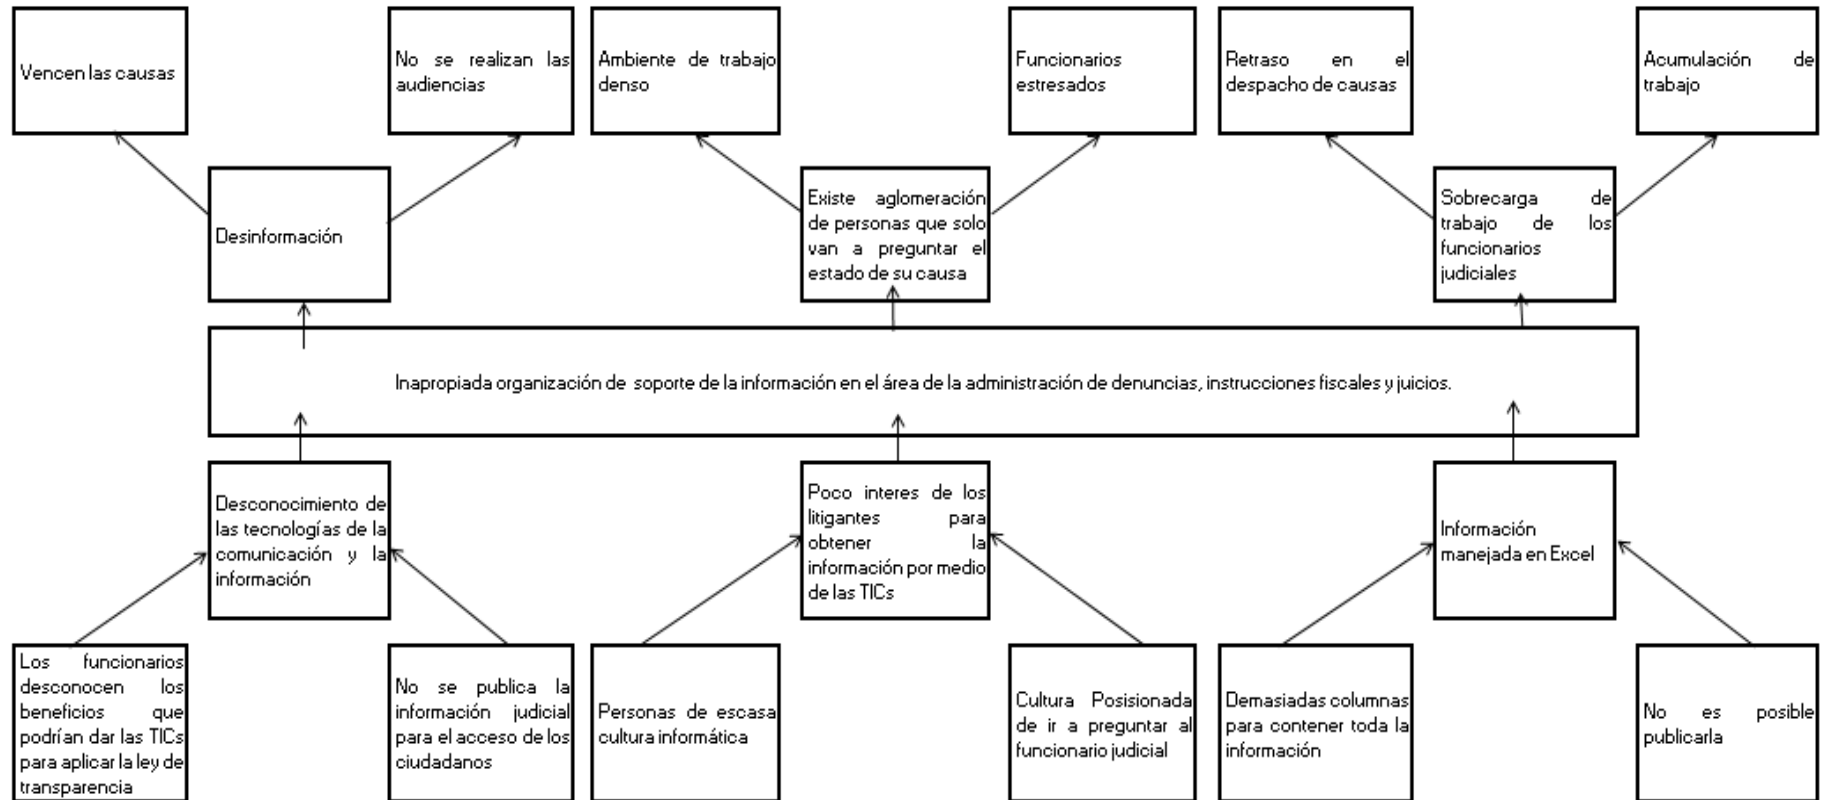 Vencen las causas
No se realizan las
audiencias
Ambiente de trabajo
denso
Funcionarios
estresados
Retraso en el
despacho de causas
Acumulación de
trabajo
Desinformación
Existe aglomeración
de personas que solo
van a preguntar el
estado de su causa
Sobrecarga de
trabajo de los
funcionarios
judiciales
Inapropiada organización de soporte de la información en el área de la administración de denuncias, instrucciones fiscales y juicios.
Desconocimiento de
las tecnologías de la
comunicación y la
información
Poco interes de los
litigantes para
obtener la
información por medio
de las TICs
Información
manejada en Excel
Los funcionarios
desconocen los
beneficios que
podrían dar las TICs
para aplicar la ley de
transparencia
No se publica la
información judicial
para el acceso de los
ciudadanos
Personas de escasa
cultura informática
Cultura Posisionada
de ir a preguntar al
funcionario judicial
Demasiadas columnas
para contener toda la
información
No es posible
publicarla